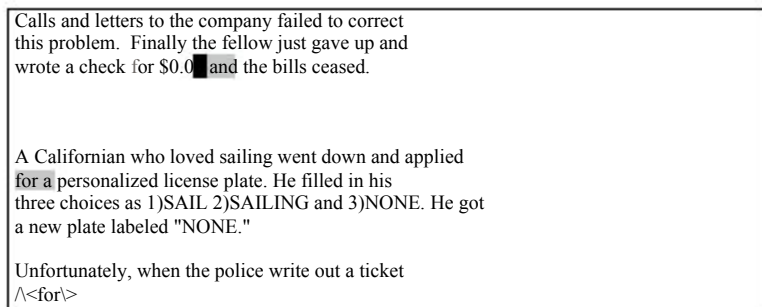 Calls and letters to the company failed to correct
this problem.  Finally the fellow just gave up and
wrote a check for $0.0  and the bills ceased.
A Californian who loved sailing went down and applied
for a personalized license plate. He filled in his
three choices as 1)SAIL 2)SAILING and 3)NONE. He got
a new plate labeled "NONE."
Unfortunately, when the police write out a ticket
/\<for\>